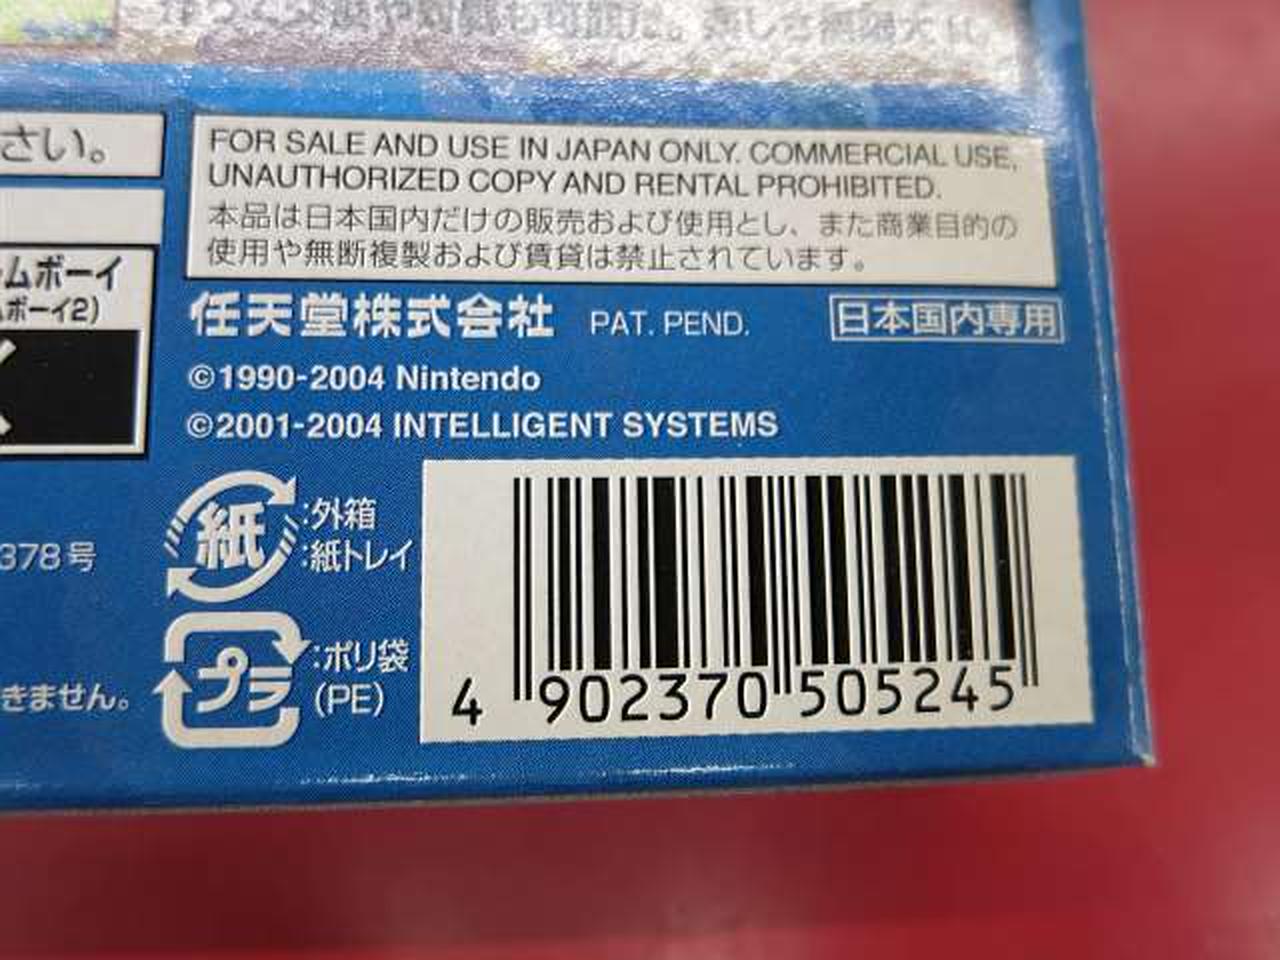 さい。
FOR SALE AND USE IN JAPAN ONLY. COMMERCIAL USE,
UNAUTHORIZED COPY AND RENTAL PROHIBITED.
本品は日本国内だけの販売および使用とし、また商業目的の
使用や無断複製および賃貸は禁止されています。
ムボーイ
ボーイ2)
任天堂株式会社 PAT. PEND. 日本国内専用
©1990-2004 Nintendo
©2001-2004 INTELLIGENT SYSTEMS
紙 :外箱
:紙トレイ
378号
プラ :ポリ袋
(PE)
きません。
4 902370 505245